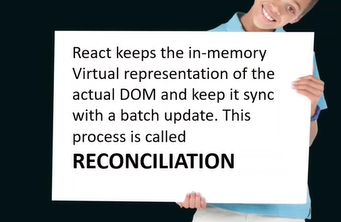 React keeps the in-memory
Virtual representation of the
actual DOM and keep it sync
with a batch update. This
process is called
RECONCILIATION